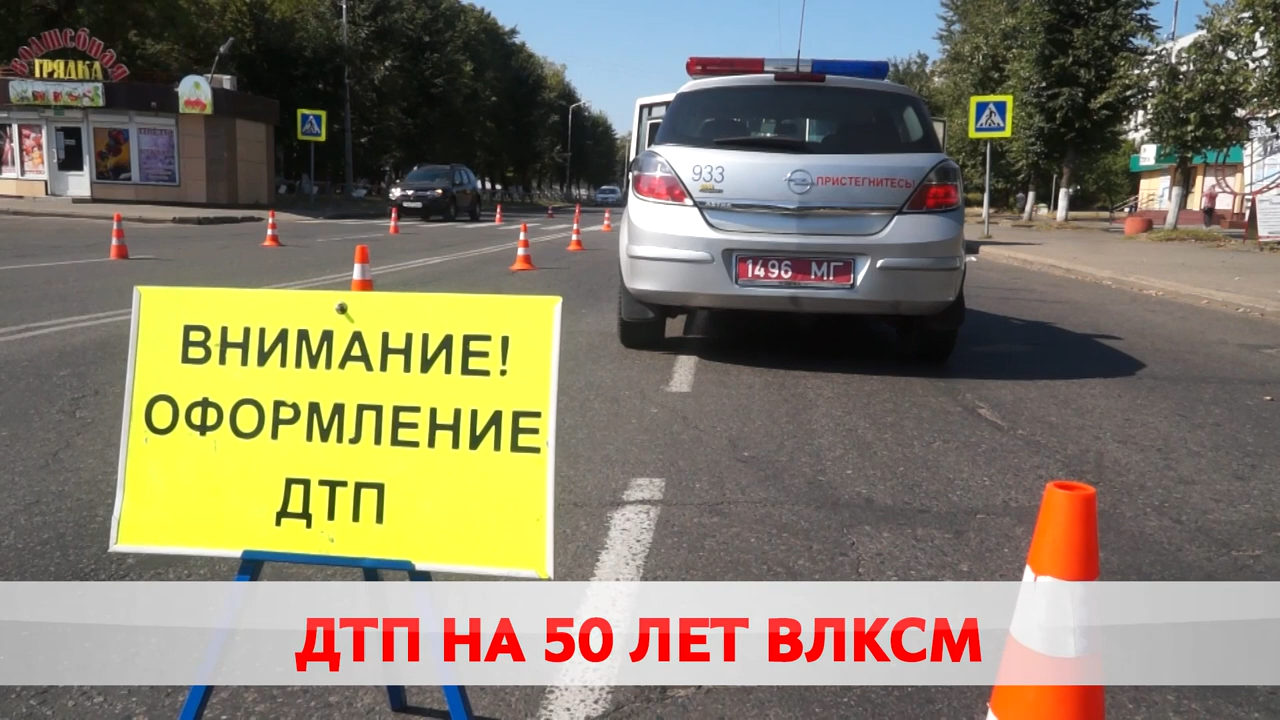 ВОЛШЕБНАЯ
ГРЯДКА
933
ПРИСТЕГНИТЕСЬ!
1496 МГ
ВНИМАНИЕ!
ОФОРМЛЕНИЕ
ДТП
ДТП НА 50 ЛЕТ ВЛКСМ